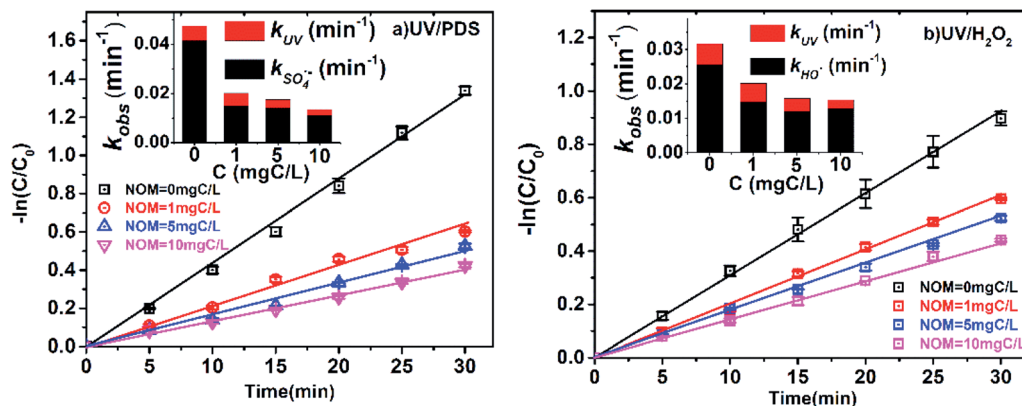 a)UV/PDS
k_UV (min⁻¹)
k_SO₄·⁻ (min⁻¹)
k_obs (min⁻¹)
0.04
0.02
0.00
0 1 5 10
C (mgC/L)
-ln(C/C₀)
1.6
1.4
1.2
1.0
0.8
0.6
0.4
0.2
0.0
NOM=0mgC/L
NOM=1mgC/L
NOM=5mgC/L
NOM=10mgC/L
0 5 10 15 20 25 30
Time(min)
b)UV/H₂O₂
k_UV (min⁻¹)
k_HO· (min⁻¹)
k_obs (min⁻¹)
0.03
0.02
0.01
0.00
0 1 5 10
C (mgC/L)
-ln(C/C₀)
1.2
1.0
0.8
0.6
0.4
0.2
0.0
NOM=0mgC/L
NOM=1mgC/L
NOM=5mgC/L
NOM=10mgC/L
0 5 10 15 20 25 30
Time(min)